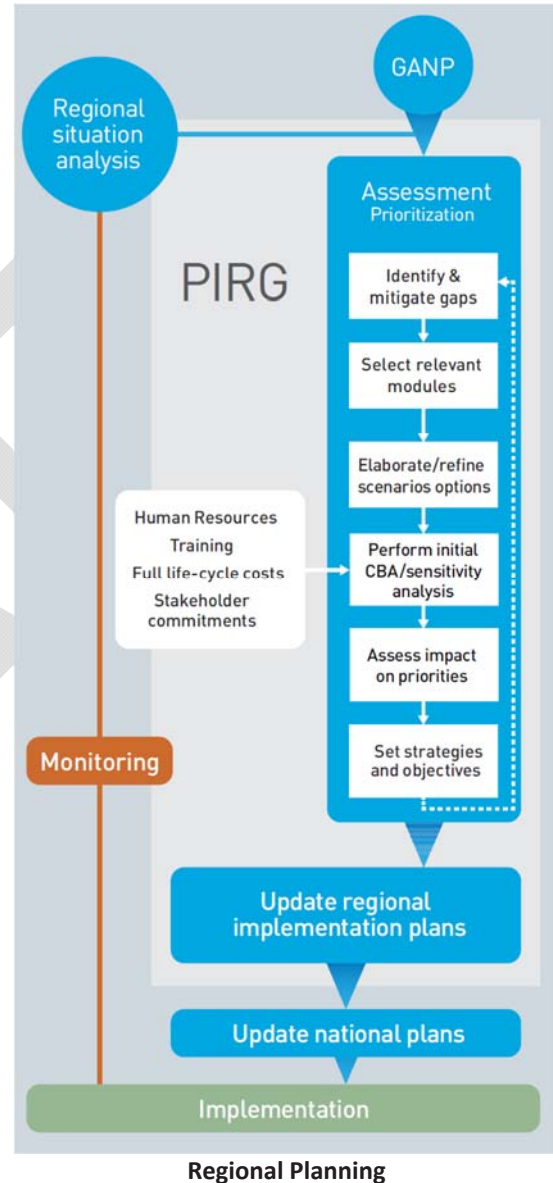 GANP
Regional
situation
analysis
Assessment
Prioritization
PIRG
Identify &
mitigate gaps
Select relevant
modules
Elaborate/refine
scenarios options
Human Resources
Training
Full life-cycle costs
Stakeholder
commitments
Perform initial
CBA/sensitivity
analysis
Assess impact
on priorities
Monitoring
Set strategies
and objectives
Update regional
implementation plans
Update national plans
Implementation
Regional Planning